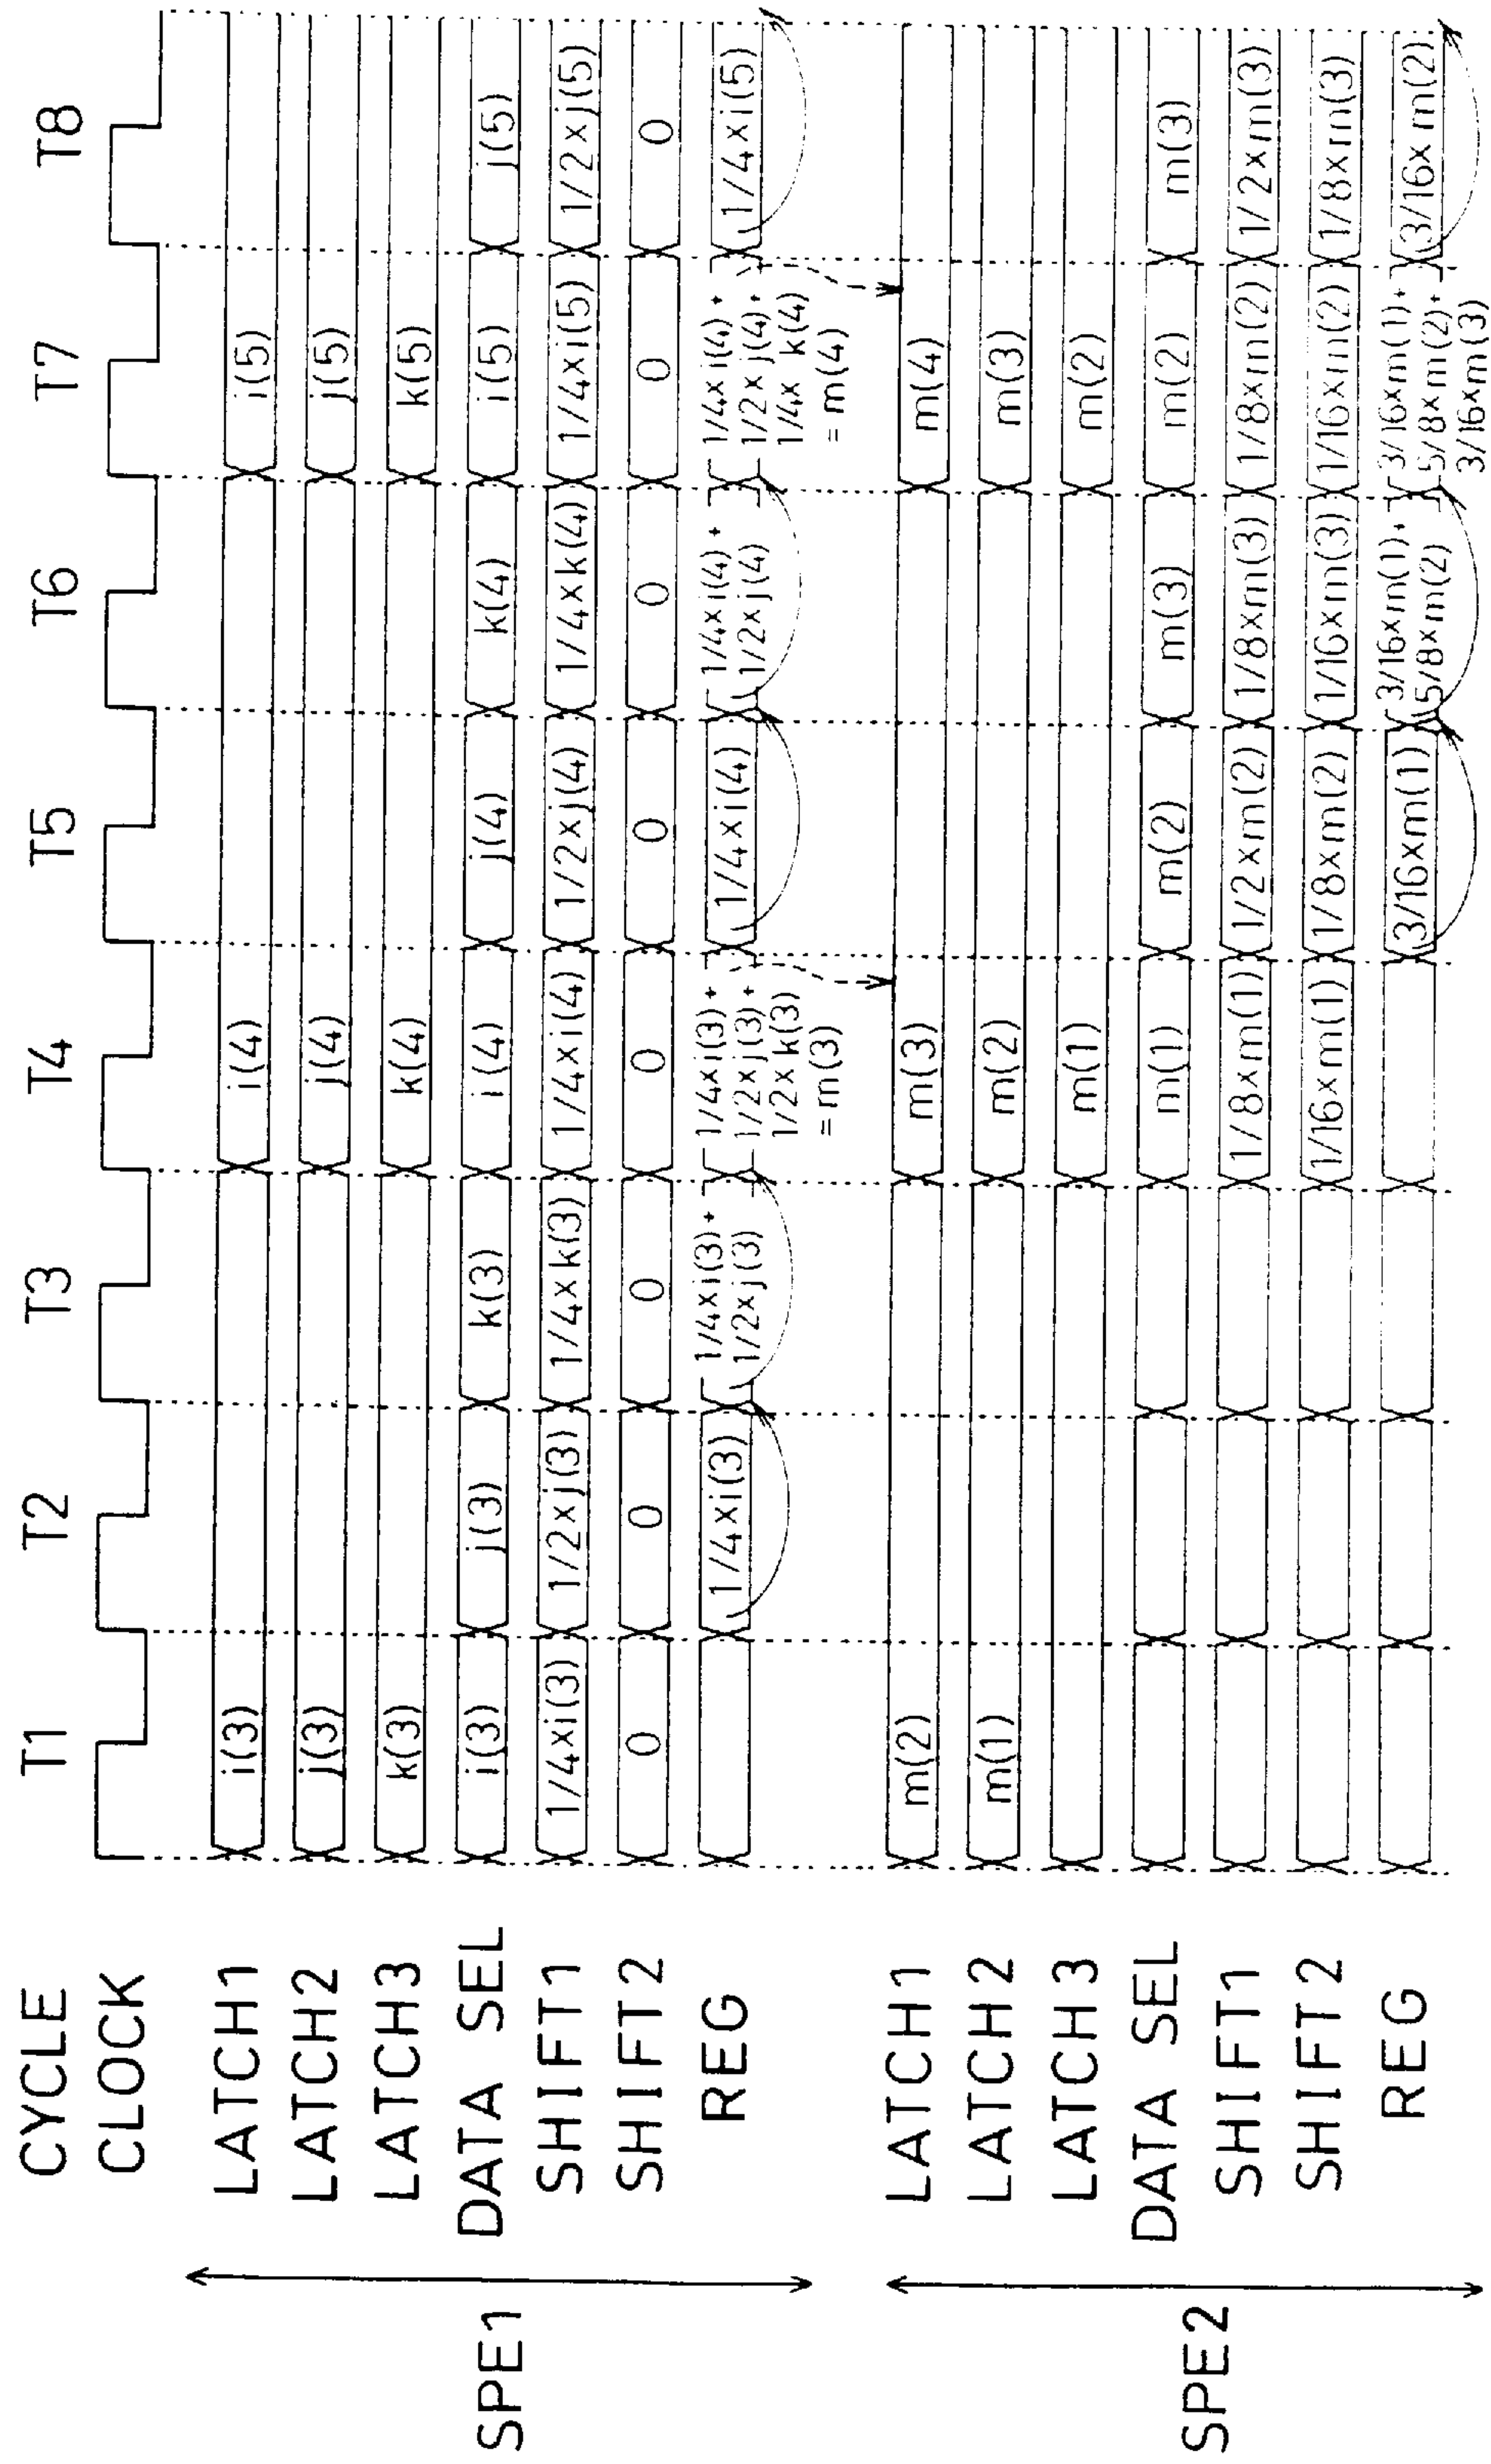 CYCLE T1 T2 T3 T4 T5 T6 T7 T8
CLOCK
SPE1
LATCH1 i(3) i(4) i(5)
LATCH2 j(3) j(4) j(5)
LATCH3 k(3) k(4) k(5)
DATA SEL i(3) j(3) k(3) i(4) j(4) k(4) i(5) j(5)
SHIFT1 1/4×i(3) 1/2×j(3) 1/4×k(3) 1/4×i(4) 1/2×j(4) 1/4×k(4) 1/4×i(5) 1/2×j(5)
SHIFT2 0 0 0 0 0 0 0 0
REG 1/4×i(3)
1/4×i(3)+
1/2×j(3)
1/4×i(3)+
1/2×j(3)+
1/2×k(3)
=m(3)
1/4×i(4)
1/4×i(4)+
1/2×j(4)
1/4×i(4)+
1/2×j(4)+
1/4×k(4)
=m(4)
1/4×i(5)
SPE2
LATCH1 m(2) m(3) m(4)
LATCH2 m(1) m(2) m(3)
LATCH3 m(1) m(2)
DATA SEL m(1) m(2) m(3) m(2) m(3)
SHIFT1 1/8×m(1) 1/2×m(2) 1/8×m(3) 1/8×m(2) 1/2×m(3)
SHIFT2 1/16×m(1) 1/8×m(2) 1/16×m(3) 1/16×m(2) 1/8×m(3)
REG 3/16×m(1)
3/16×m(1)+
5/8×m(2)
3/16×m(1)+
5/8×m(2)+
3/16×m(3)
3/16×m(2)